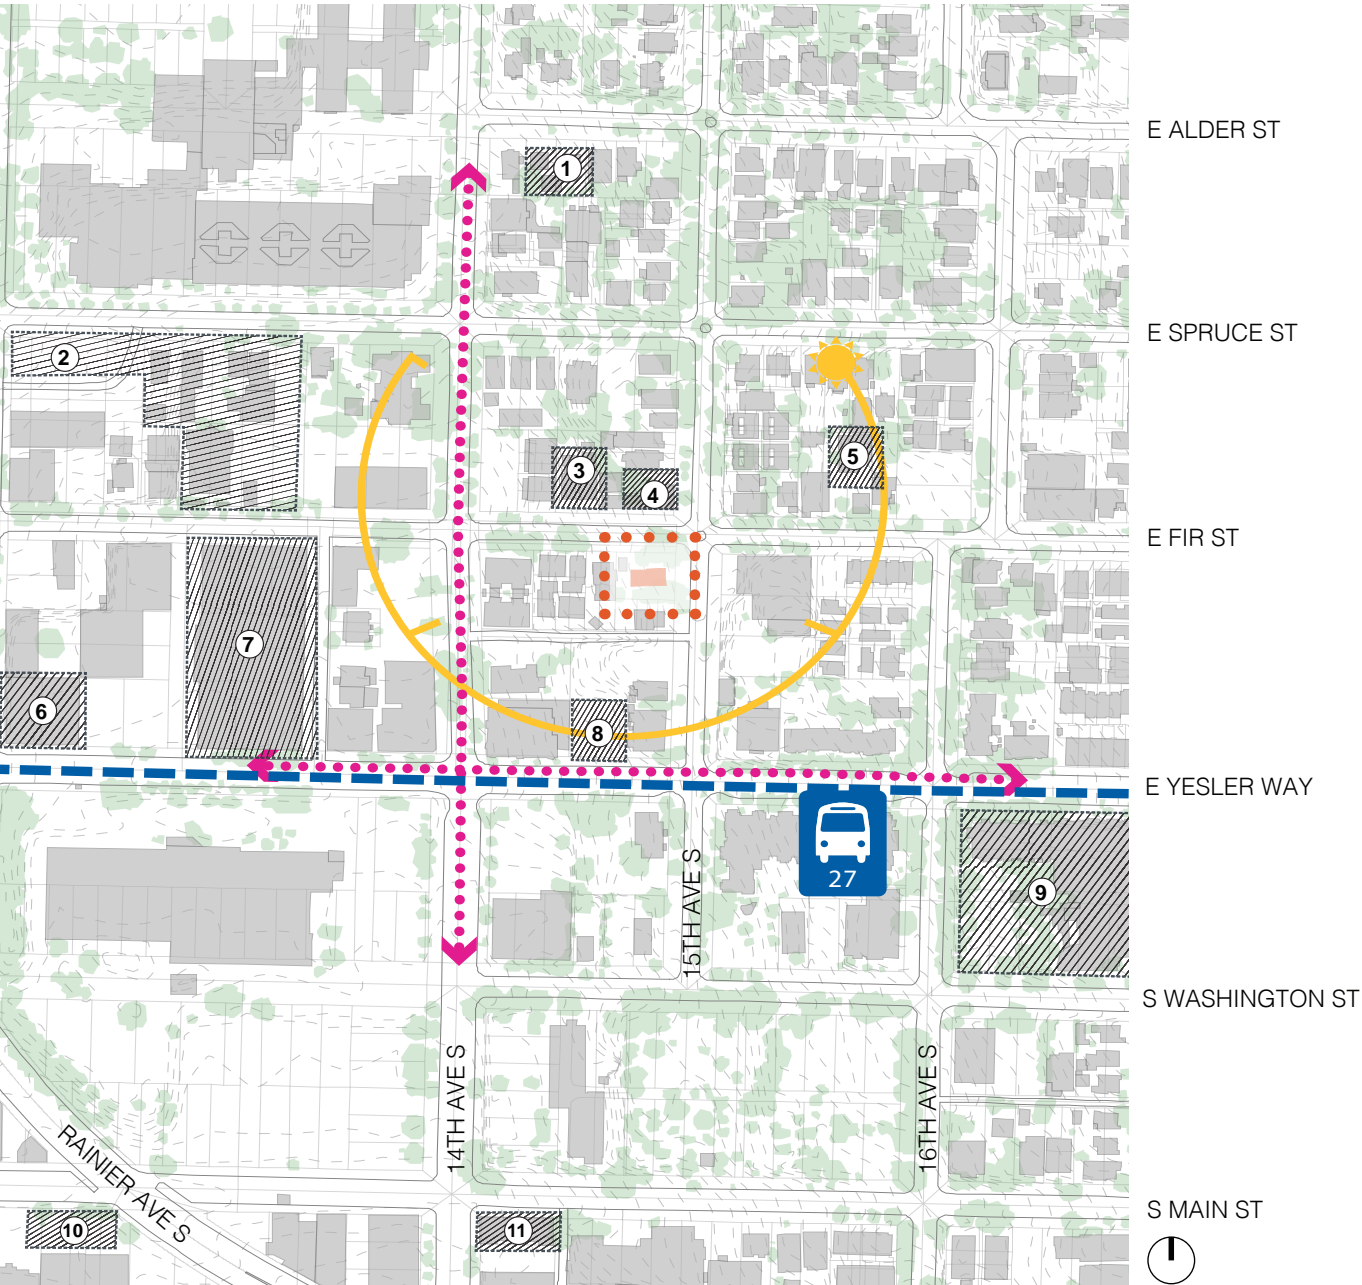 E ALDER ST
1
E SPRUCE ST
2
3
4
5
E FIR ST
7
6
8
E YESLER WAY
27
9
15TH AVE S
S WASHINGTON ST
14TH AVE S
16TH AVE S
RAINIER AVE S
S MAIN ST
10
11